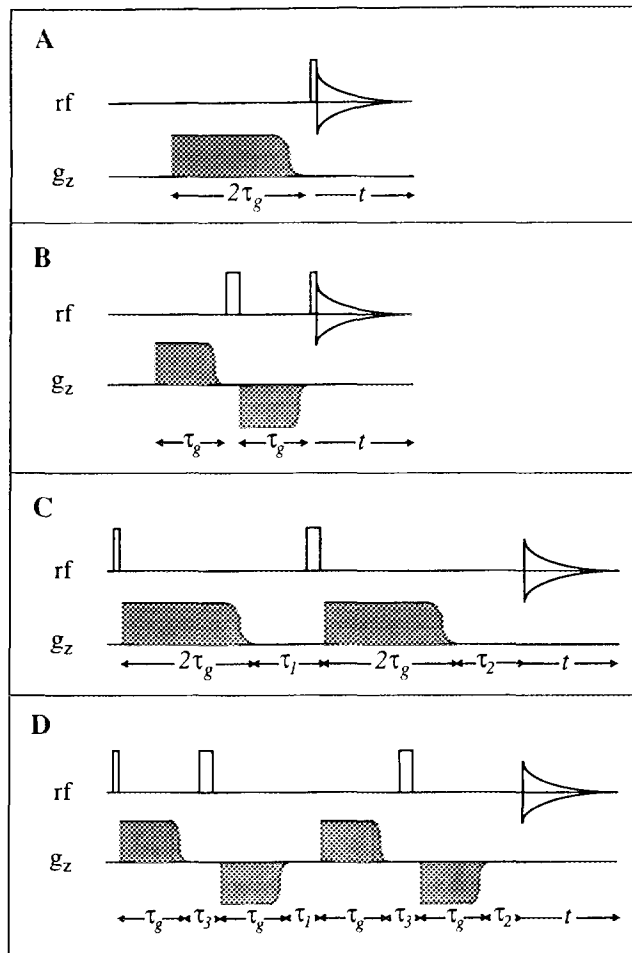 A
rf
g_z
2τ_g t
B
rf
g_z
τ_g τ_g t
C
rf
g_z
2τ_g τ_1 2τ_g τ_2 t
D
rf
g_z
τ_g τ_3 τ_g τ_1 τ_g τ_3 τ_g τ_2 t